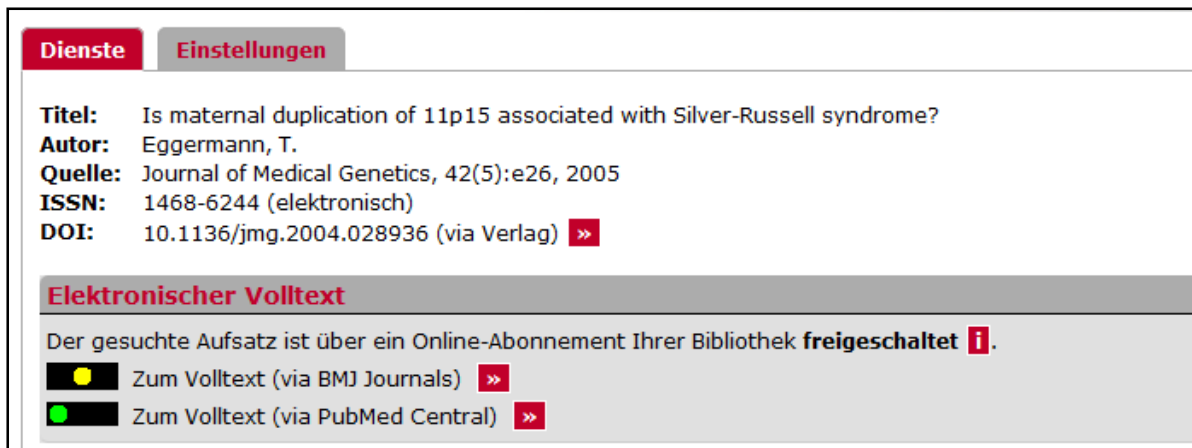 Dienste Einstellungen
Titel: Is maternal duplication of 11p15 associated with Silver-Russell syndrome?
Autor: Eggermann, T.
Quelle: Journal of Medical Genetics, 42(5):e26, 2005
ISSN: 1468-6244 (elektronisch)
DOI: 10.1136/jmg.2004.028936 (via Verlag) »
Elektronischer Volltext
Der gesuchte Aufsatz ist über ein Online-Abonnement Ihrer Bibliothek freigeschaltet i.
Zum Volltext (via BMJ Journals) »
Zum Volltext (via PubMed Central) »